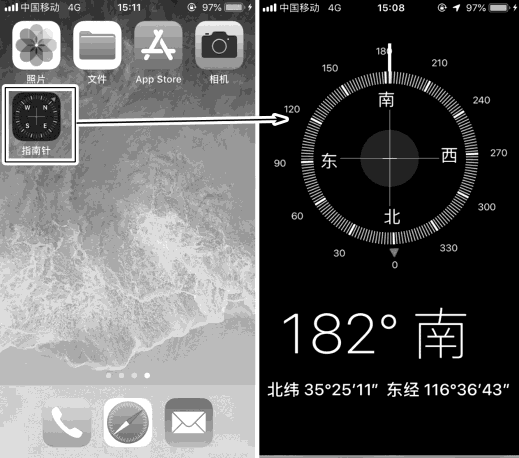 中国移动 4G 15:11 97%
照片 文件 App Store 相机
W N S E
指南针
中国移动 4G 15:08 97%
180
150 210
120 240
90 270
60 300
30 330
0
南
东 西
北
182° 南
北纬 35°25′11″ 东经 116°36′43″